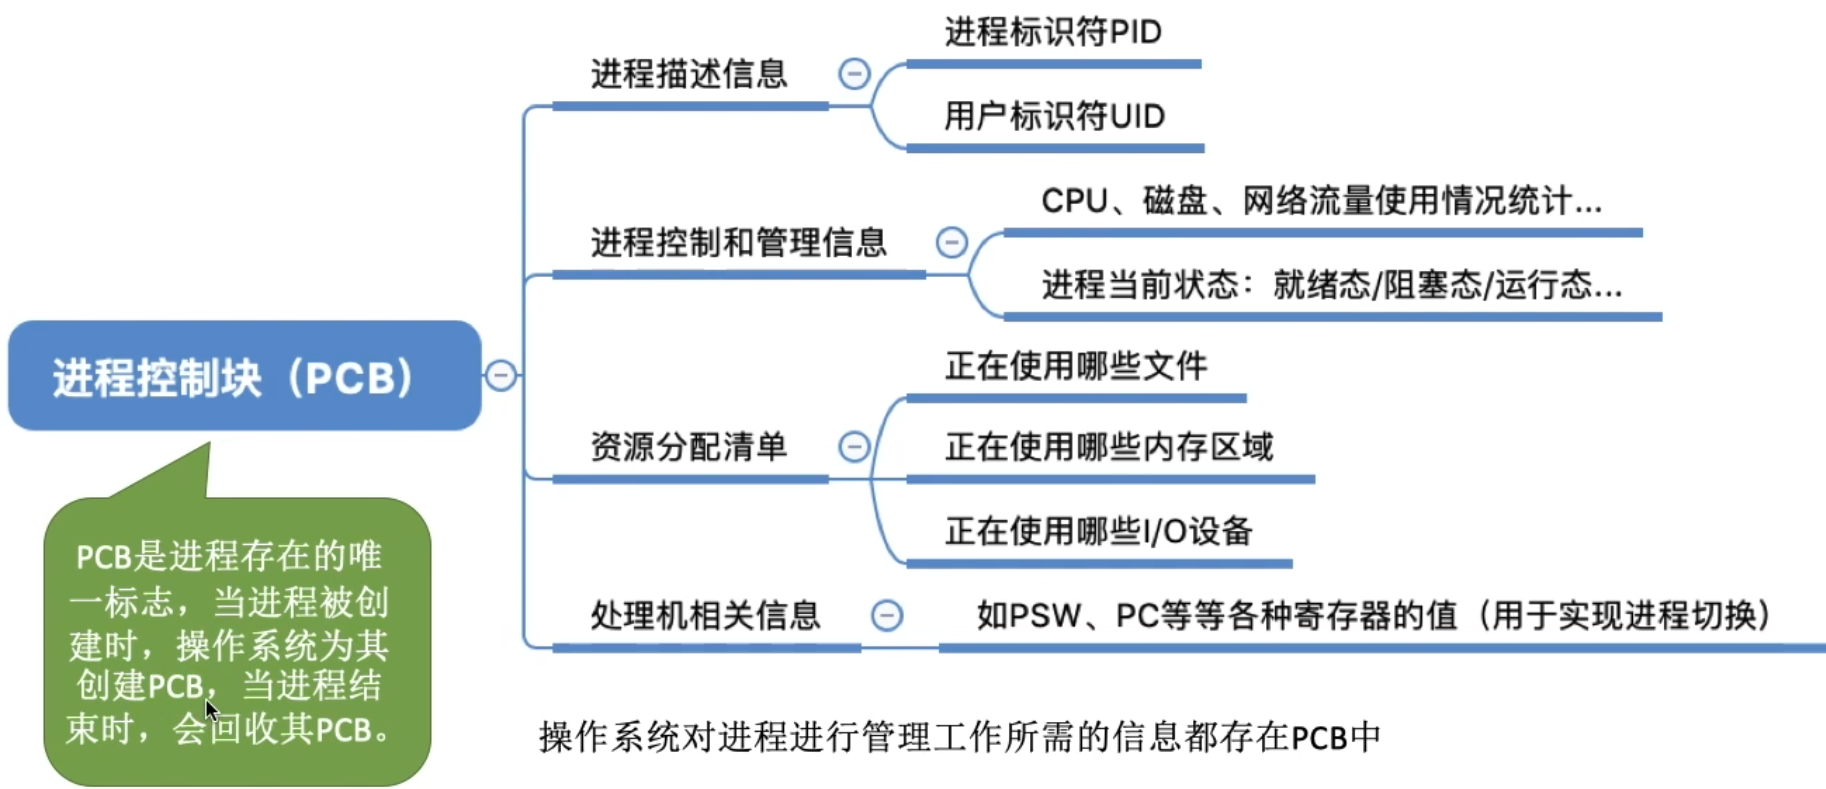 进程控制块（PCB）
进程描述信息
进程标识符PID
用户标识符UID
进程控制和管理信息
CPU、磁盘、网络流量使用情况统计...
进程当前状态：就绪态/阻塞态/运行态...
资源分配清单
正在使用哪些文件
正在使用哪些内存区域
正在使用哪些I/O设备
处理机相关信息
如PSW、PC等等各种寄存器的值（用于实现进程切换）
PCB是进程存在的唯
一标志，当进程被创
建时，操作系统为其
创建PCB，当进程结
束时，会回收其PCB。
操作系统对进程进行管理工作所需的信息都存在PCB中